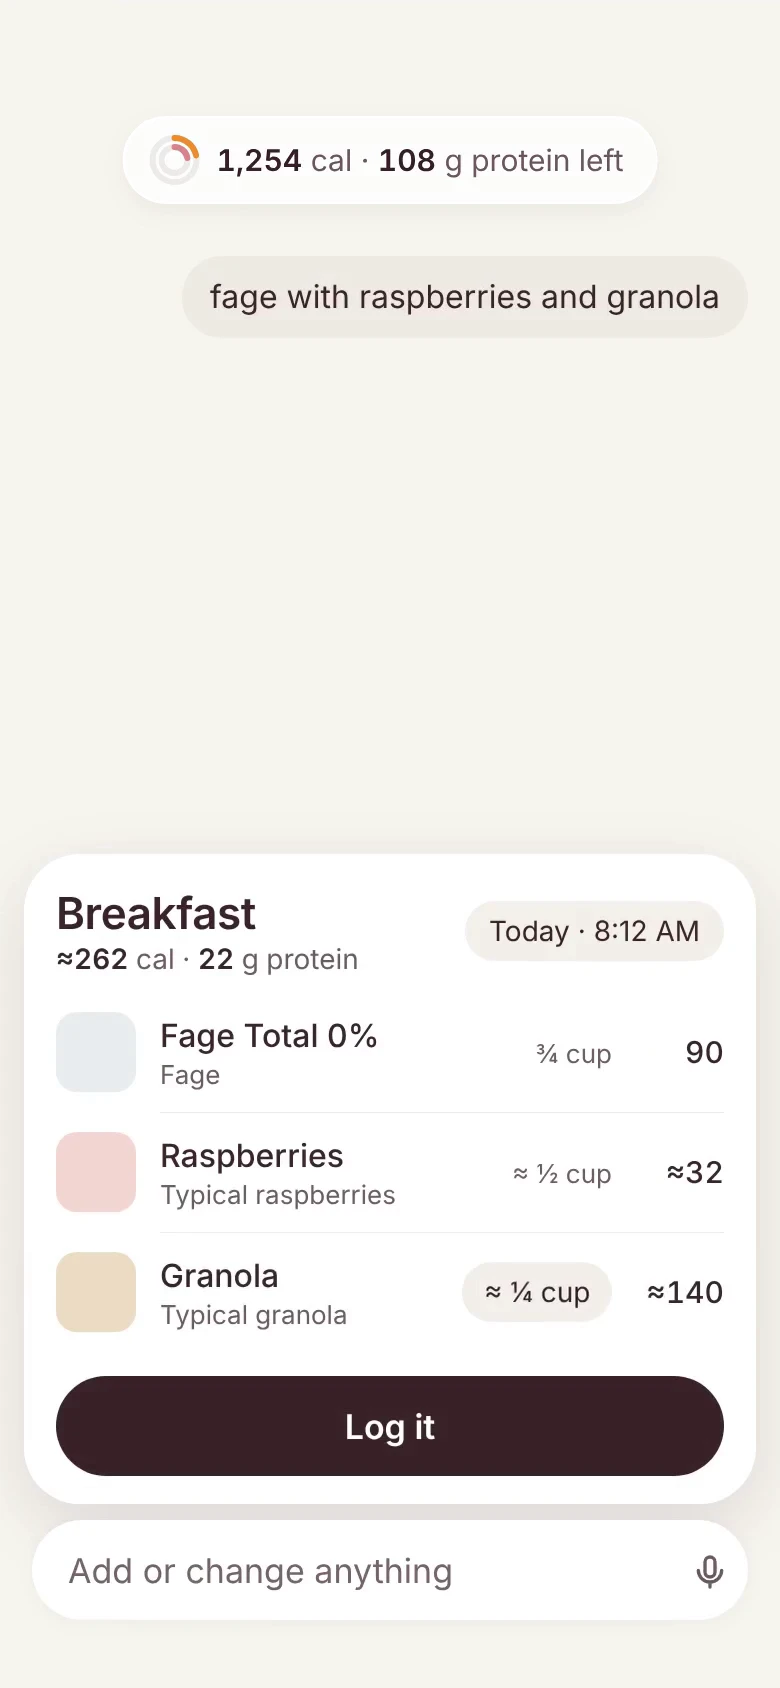 1,254 cal · 108 g protein left
fage with raspberries and granola
Breakfast
≈262 cal · 22 g protein
Today · 8:12 AM
Fage Total 0%
Fage
¾ cup
90
Raspberries
Typical raspberries
≈ ½ cup
≈32
Granola
Typical granola
≈ ¼ cup
≈140
Log it
Add or change anything